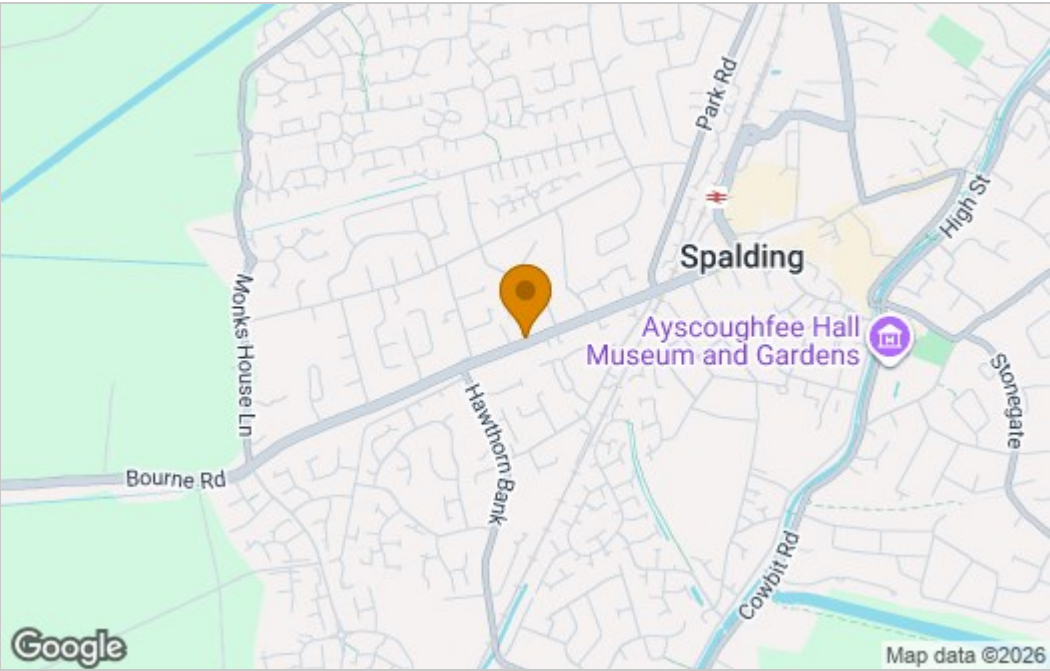 Park Rd
High St
Spalding
Monks House Ln
Ayscoughfee Hall
Museum and Gardens
Stonegate
Hawthorn Bank
Bourne Rd
Cowbit Rd
Google
Map data ©2026